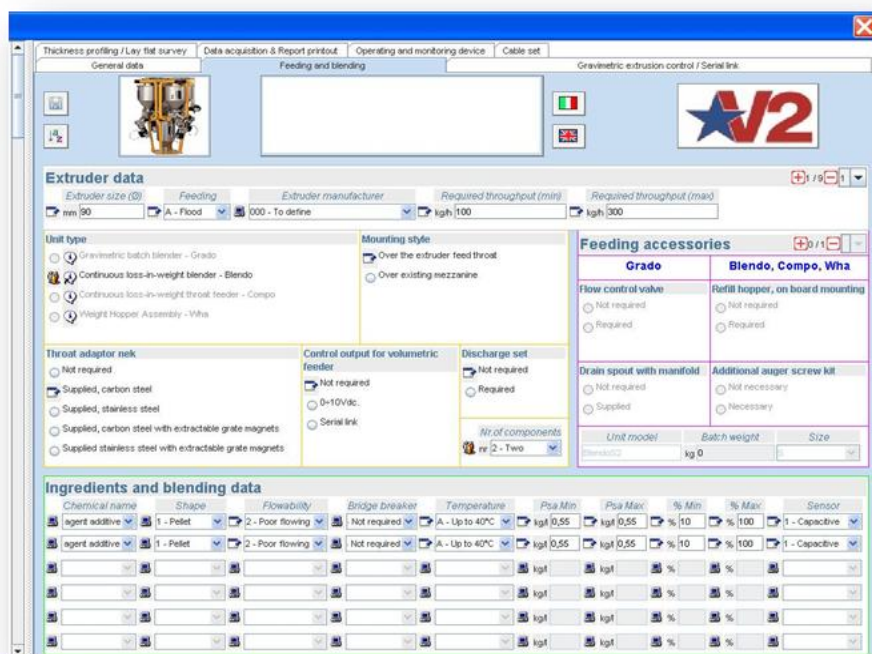 Thickness profiling / Lay flat survey Data acquisition & Report printout Operating and monitoring device Cable set
General data Feeding and blending Gravimetric extrusion control / Serial link
V2
Extruder data 1 / 9 1
Extruder size (Ø) Feeding Extruder manufacturer Required throughput (min) Required throughput (max)
mm 90 A - Flood 000 - To define kg/h 100 kg/h 300
Unit type
Gravimetric batch blender - Grado
Continuous loss-in-weight blender - Blendo
Continuous loss-in-weight throat feeder - Compo
Weight Hopper Assembly - Wha
Mounting style
Over the extruder feed throat
Over existing mezzanine
Feeding accessories 0 / 1
Grado Blendo, Compo, Wha
Flow control valve
Not required
Required
Refill hopper, on board mounting
Not required
Required
Throat adaptor nek
Not required
Supplied, carbon steel
Supplied, stainless steel
Supplied, carbon steel with extractable grate magnets
Supplied stainless steel with extractable grate magnets
Control output for volumetric
feeder
Not required
0÷10Vdc.
Serial link
Discharge set
Not required
Required
Nr.of components
nr 2 - Two
Drain spout with manifold
Not required
Supplied
Additional auger screw kit
Not necessary
Necessary
Unit model Batch weight Size
kg 0
Ingredients and blending data
Chemical name Shape Flowability Bridge breaker Temperature Psa Min Psa Max % Min % Max Sensor
agent additive 1 - Pellet 2 - Poor flowing Not required A - Up to 40°C kg/l 0,55 kg/l 0,55 % 10 % 100 1 - Capacitive
agent additive 1 - Pellet 2 - Poor flowing Not required A - Up to 40°C kg/l 0,55 kg/l 0,55 % 10 % 100 1 - Capacitive
kg/l kg/l % %
kg/l kg/l % %
kg/l kg/l % %
kg/l kg/l % %